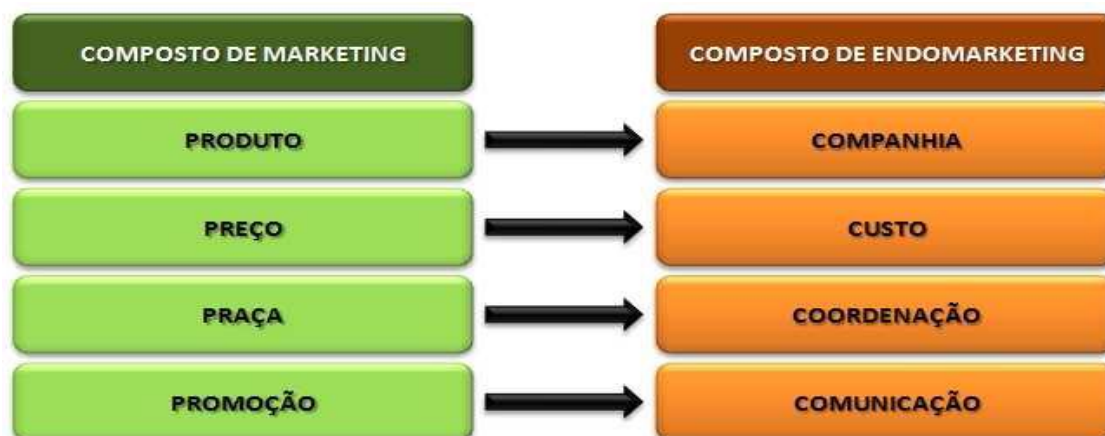 COMPOSTO DE MARKETING
COMPOSTO DE ENDOMARKETING
PRODUTO
COMPANHIA
PREÇO
CUSTO
PRAÇA
COORDENAÇÃO
PROMOÇÃO
COMUNICAÇÃO